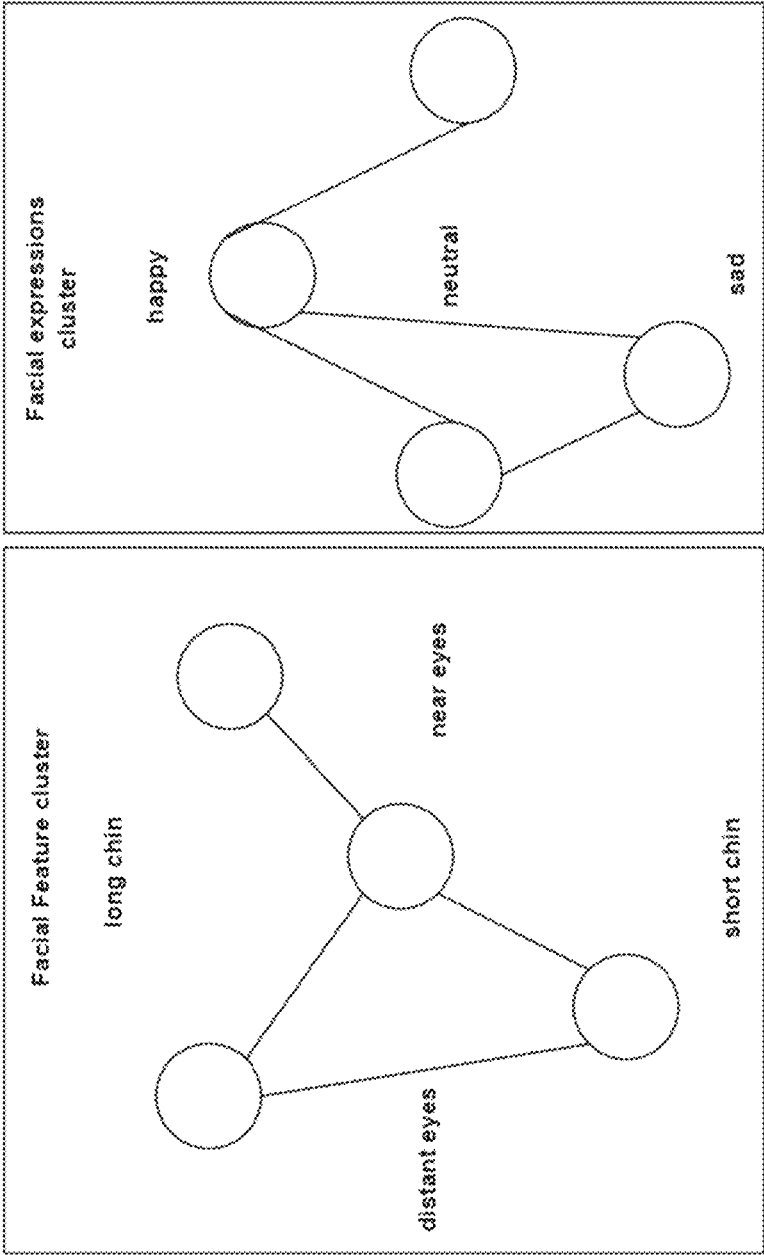 Facial Feature cluster
long chin
distant eyes
near eyes
short chin
Facial expressions
cluster
happy
neutral
sad